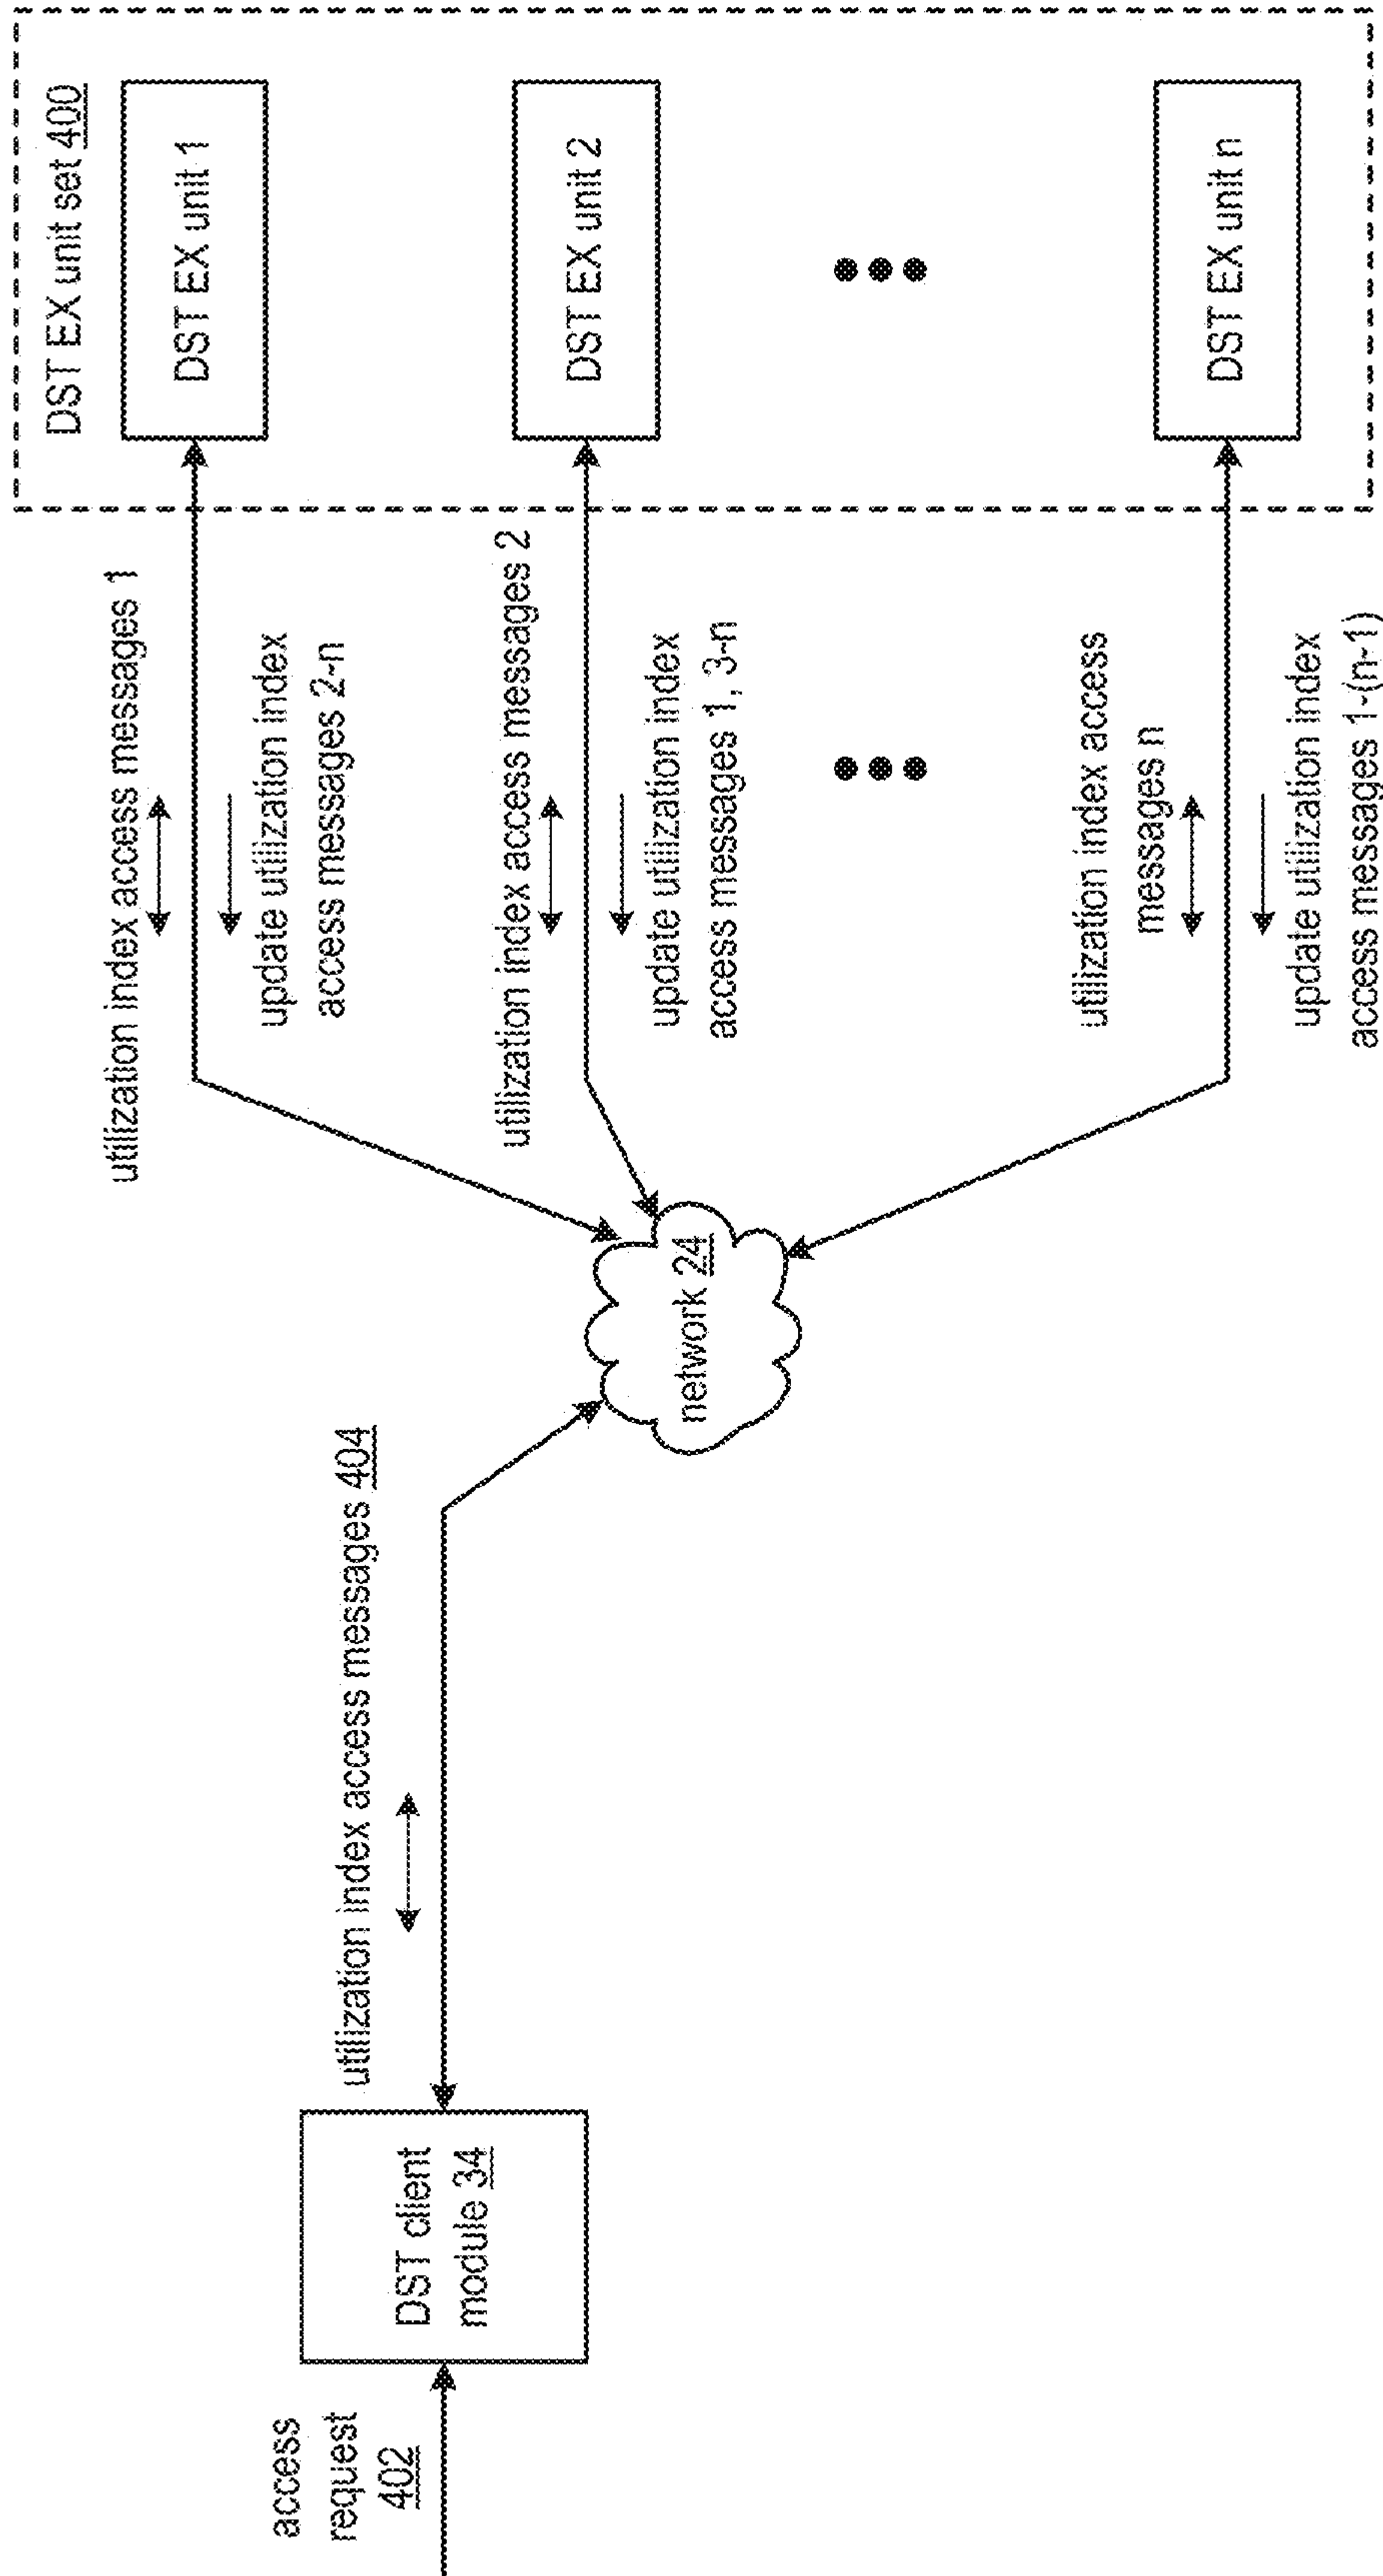 access
request
402
DST client
module 34
utilization index access messages 404
network 24
utilization index access messages 1
update utilization index
access messages 2-n
utilization index access messages 2
update utilization index
access messages 1, 3-n
utilization index access
messages n
update utilization index
access messages 1-(n-1)
DST EX unit set 400
DST EX unit 1
DST EX unit 2
DST EX unit n